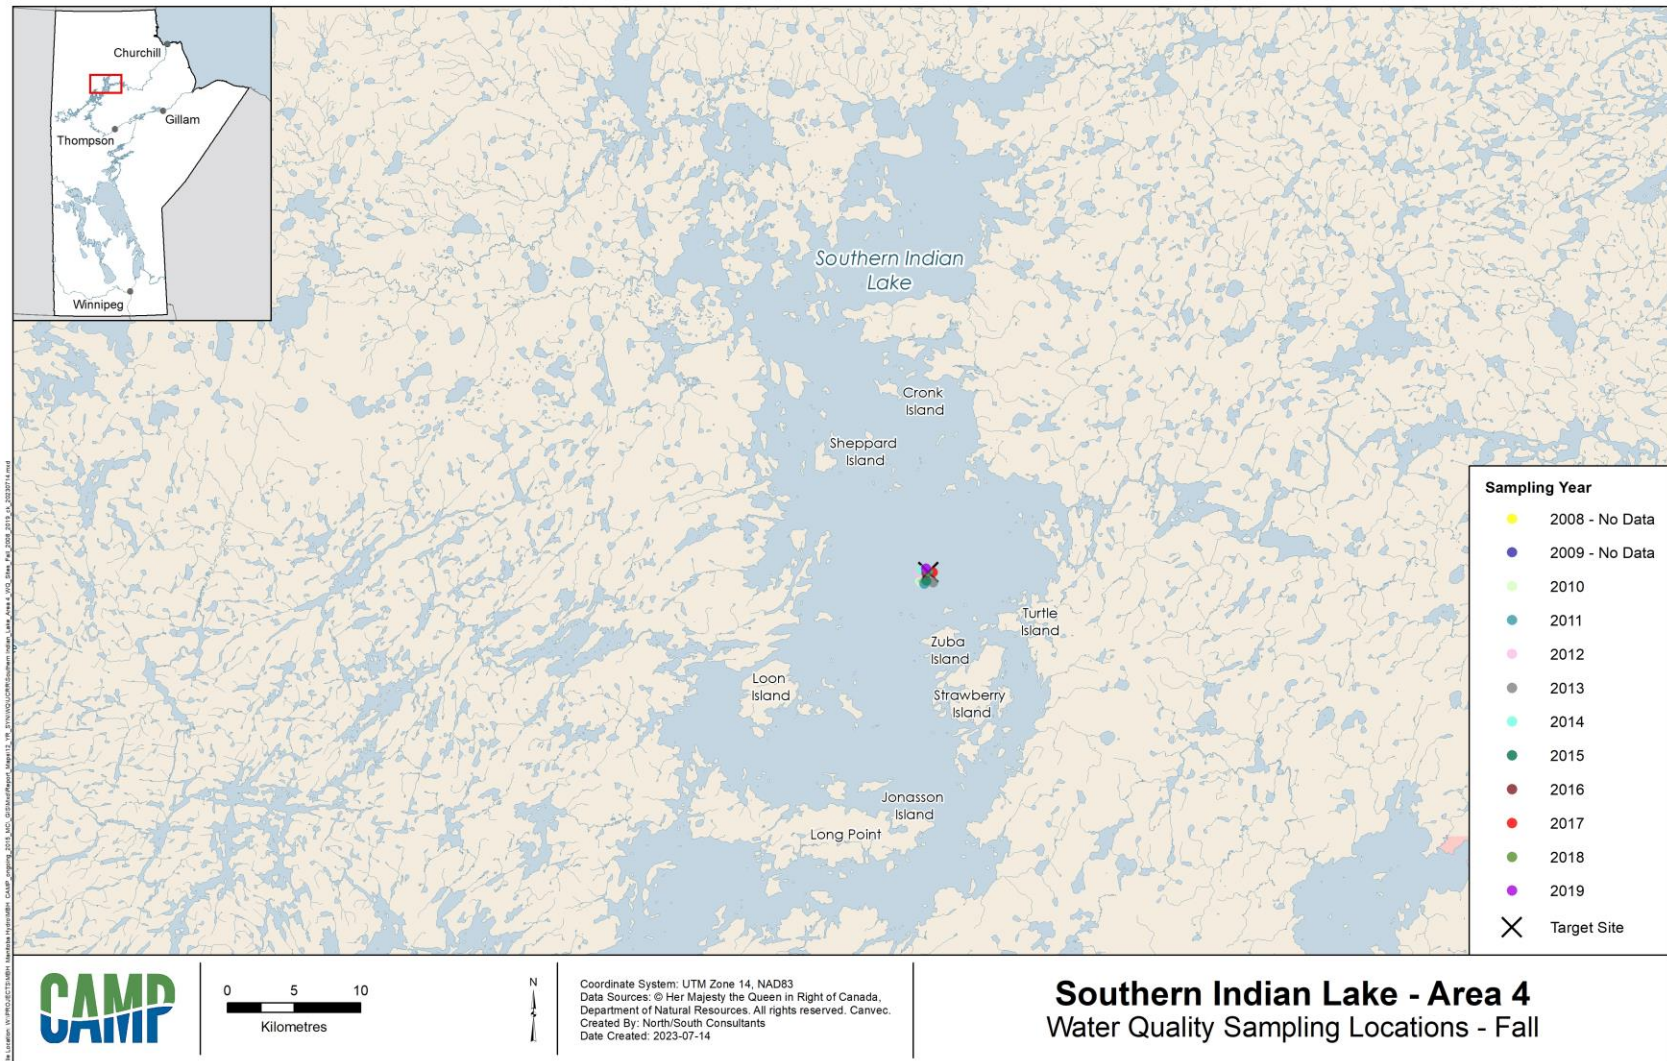 Churchill
Gillam
Thompson
Winnipeg
Southern Indian
Lake
Cronk
Island
Sheppard
Island
Turtle
Island
Zuba
Island
Loon
Island
Strawberry
Island
Jonasson
Island
Long Point
Sampling Year
2008 - No Data
2009 - No Data
2010
2011
2012
2013
2014
2015
2016
2017
2018
2019
Target Site
CAMP
0 5 10
Kilometres
N
Coordinate System: UTM Zone 14, NAD83
Data Sources: © Her Majesty the Queen in Right of Canada,
Department of Natural Resources. All rights reserved. Canvec.
Created By: North/South Consultants
Date Created: 2023-07-14
Southern Indian Lake - Area 4
Water Quality Sampling Locations - Fall